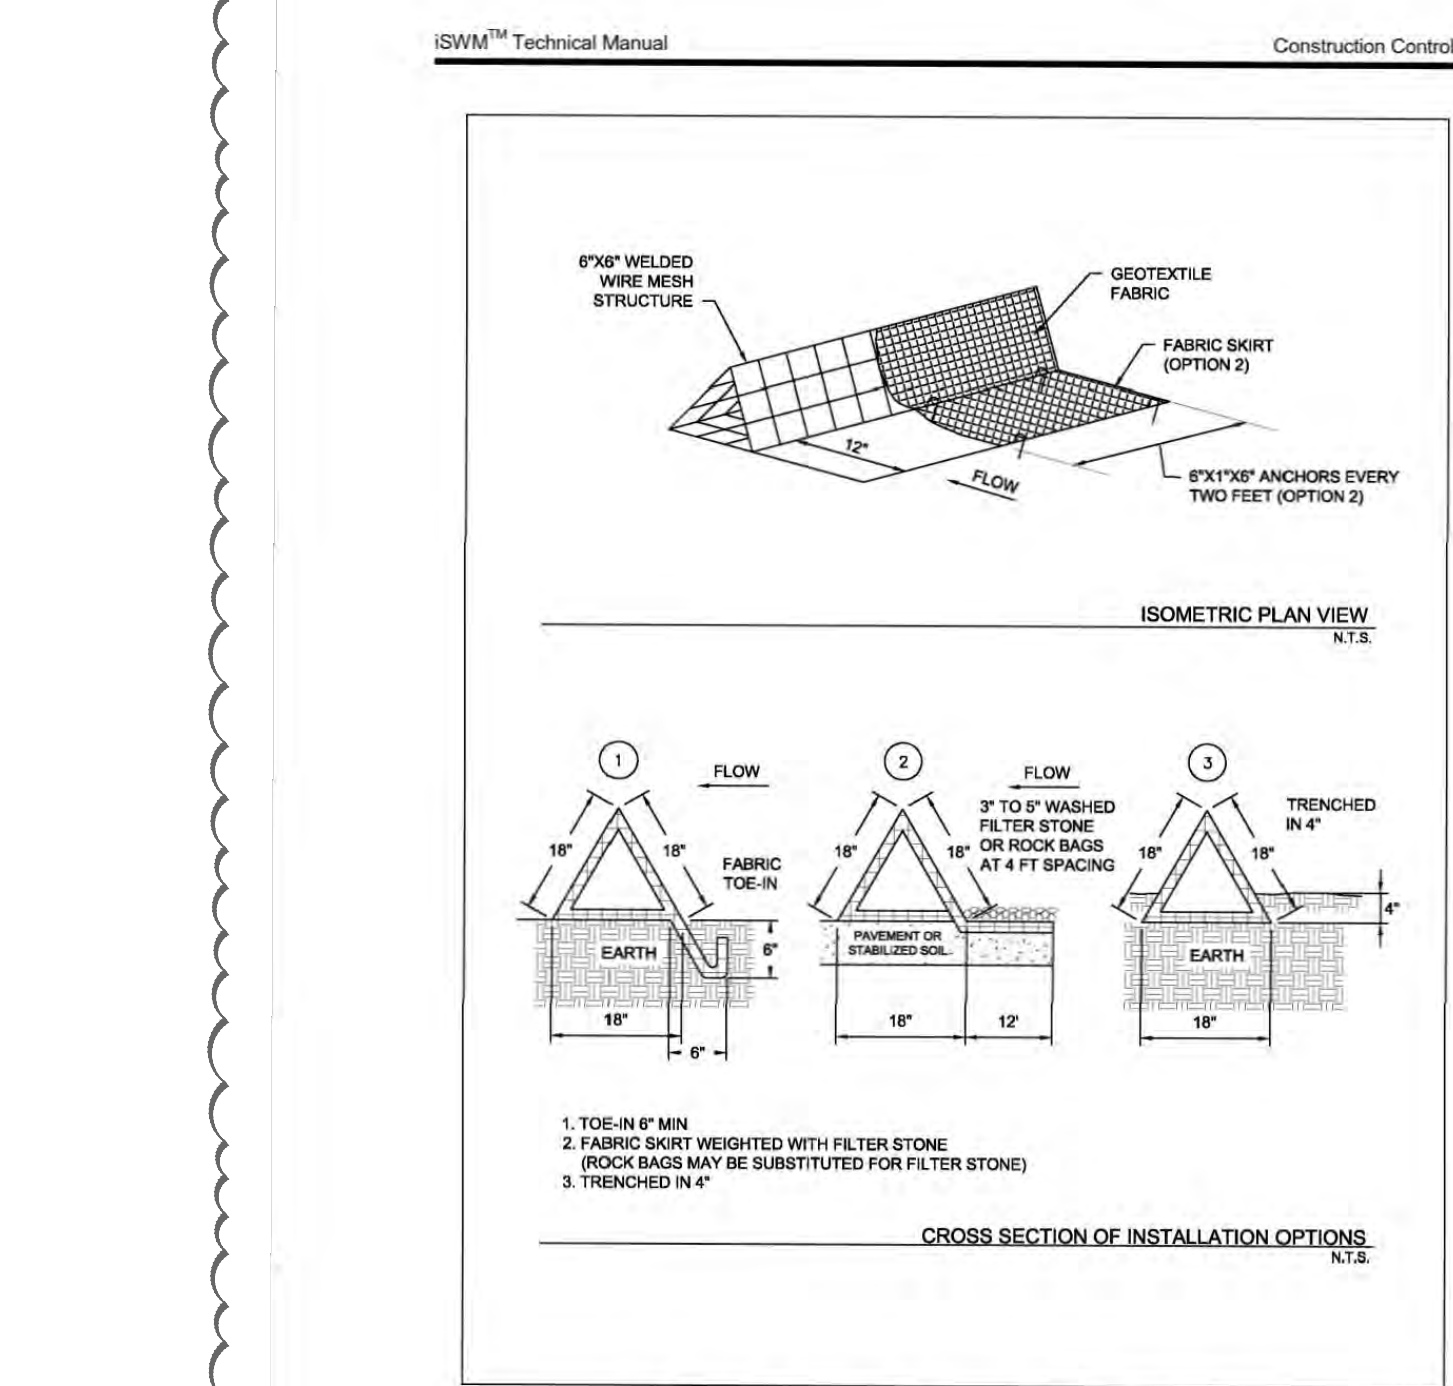 iSWM™ Technical Manual
Construction Control
6"X6" WELDED
WIRE MESH
STRUCTURE
GEOTEXTILE
FABRIC
FABRIC SKIRT
(OPTION 2)
12"
FLOW
6"X1"X6" ANCHORS EVERY
TWO FEET (OPTION 2)
ISOMETRIC PLAN VIEW
N.T.S.
1
FLOW
18"
18"
FABRIC
TOE-IN
EARTH
6"
18"
6"
2
FLOW
3" TO 5" WASHED
FILTER STONE
OR ROCK BAGS
AT 4 FT SPACING
18"
18"
PAVEMENT OR
STABILIZED SOIL
18"
12'
3
TRENCHED
IN 4"
18"
18"
4"
EARTH
18"
1. TOE-IN 6" MIN
2. FABRIC SKIRT WEIGHTED WITH FILTER STONE
(ROCK BAGS MAY BE SUBSTITUTED FOR FILTER STONE)
3. TRENCHED IN 4"
CROSS SECTION OF INSTALLATION OPTIONS
N.T.S.